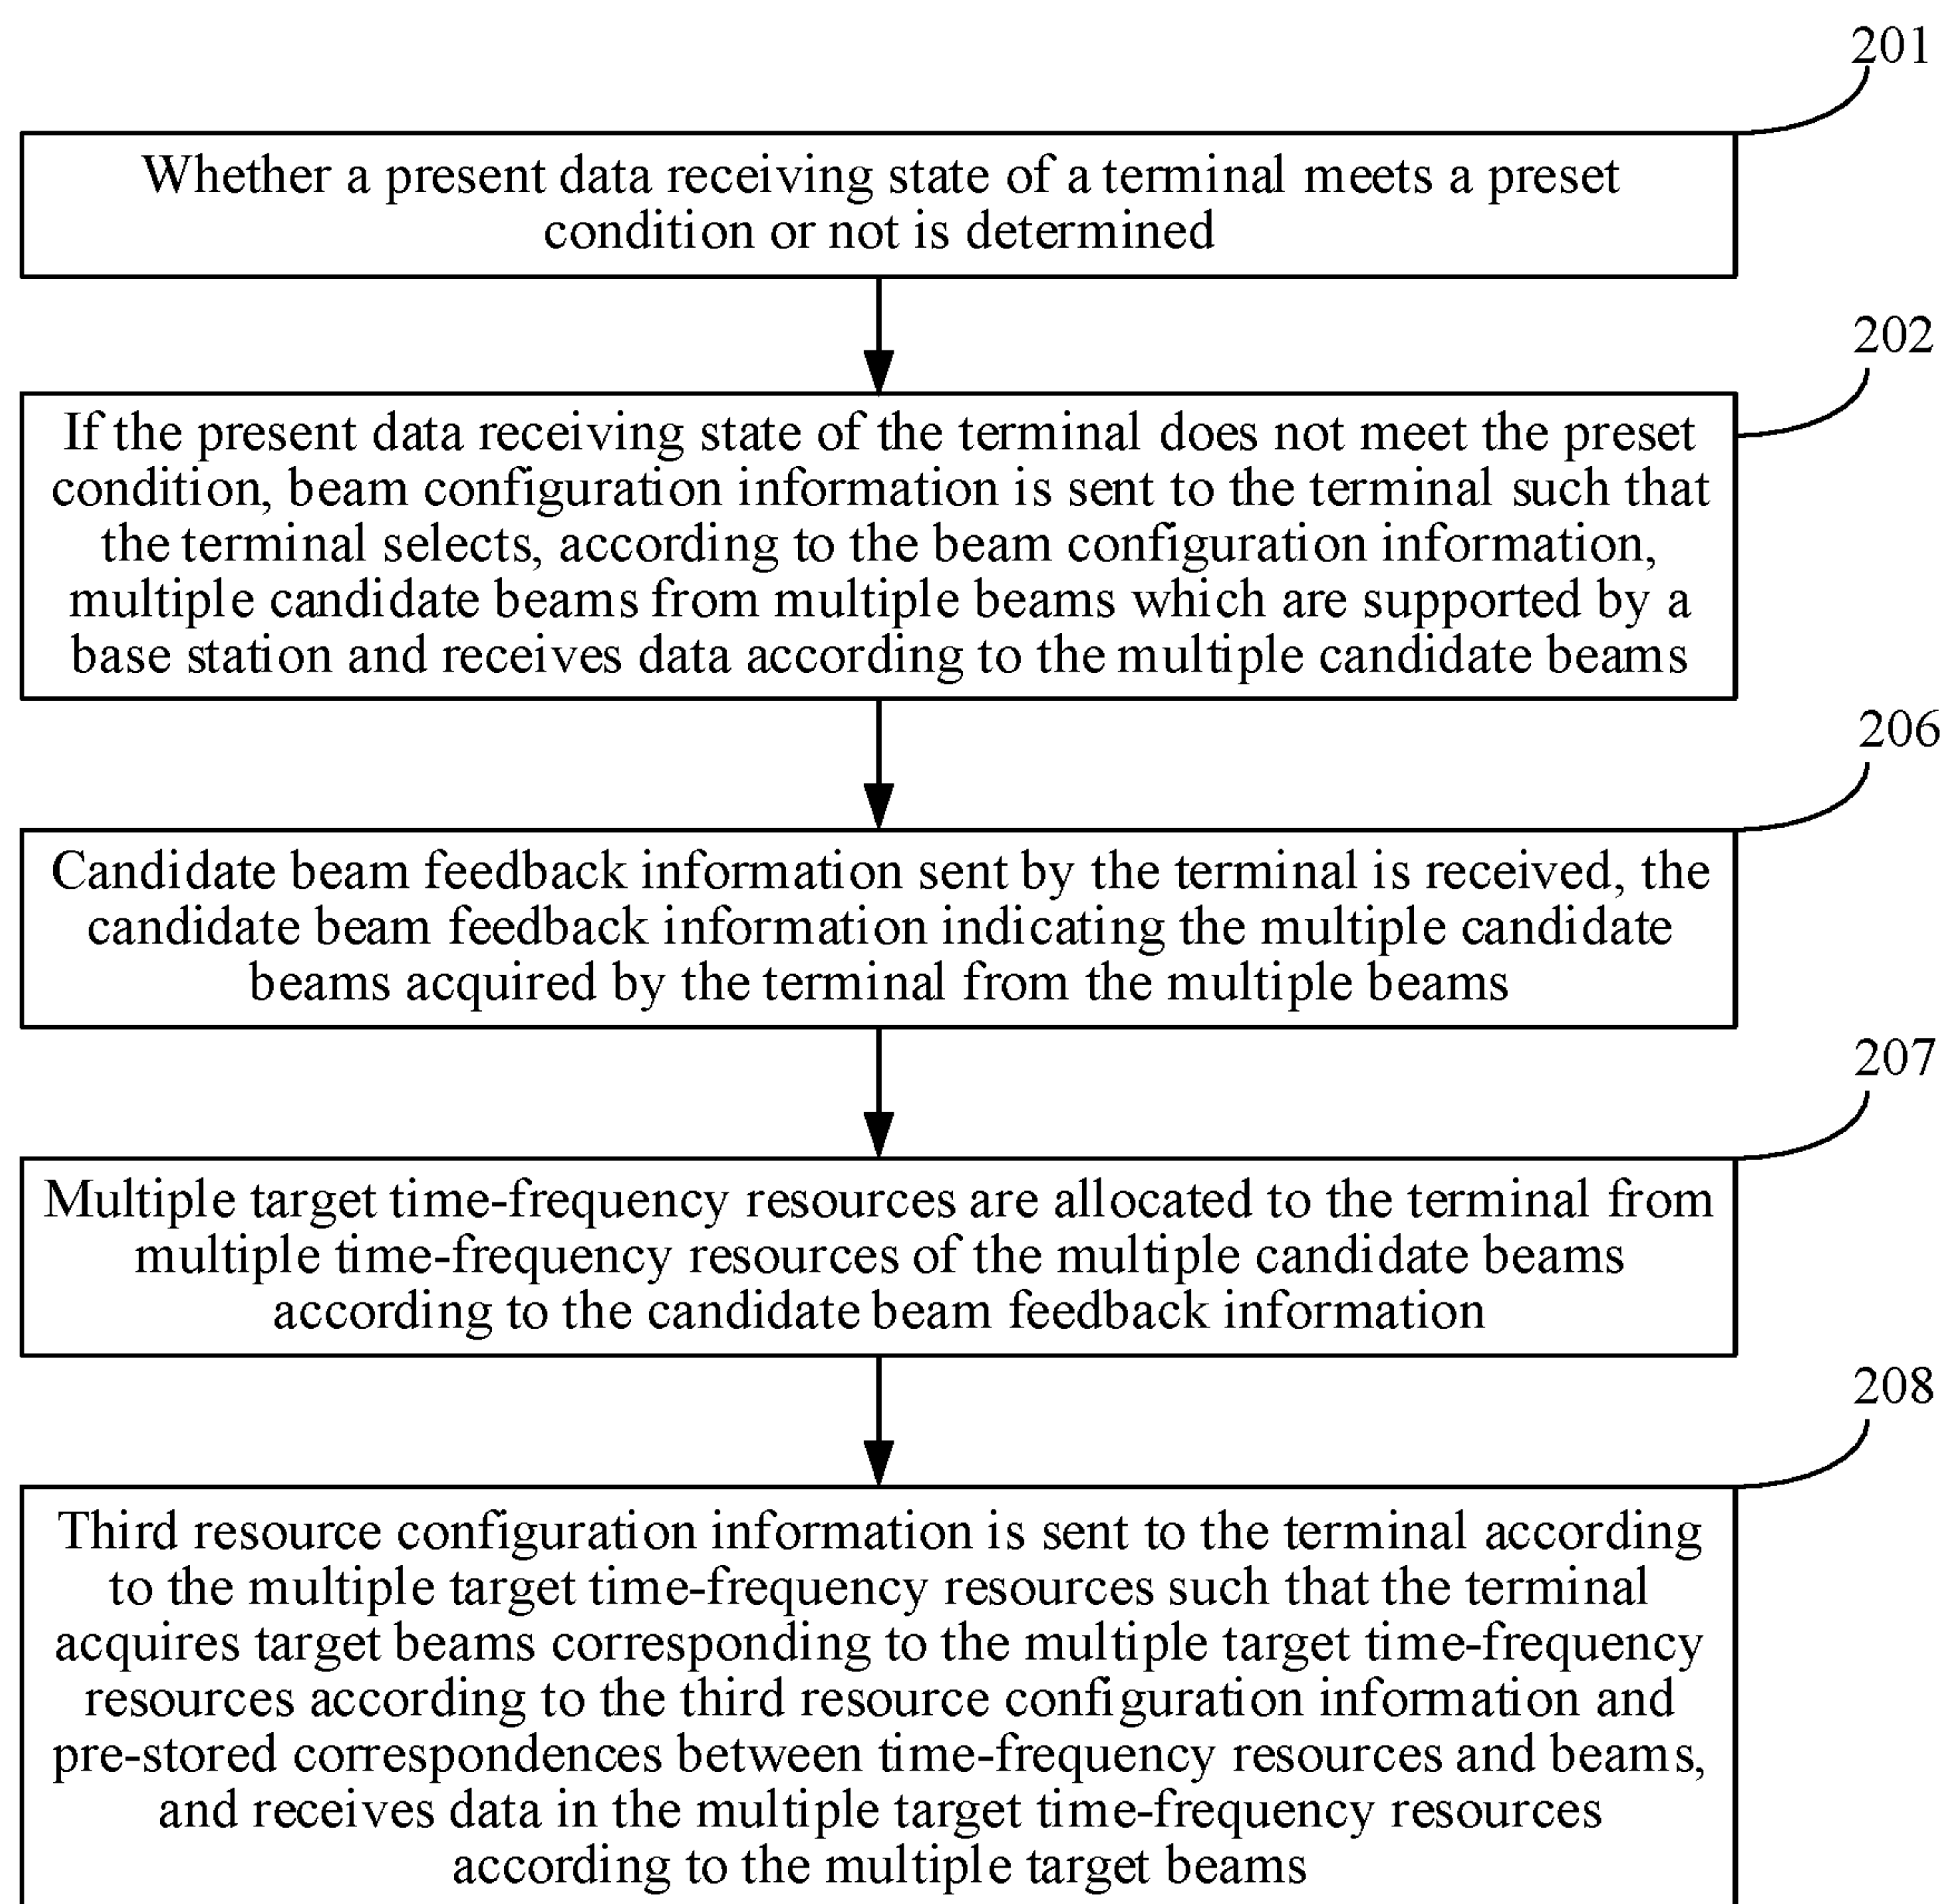 201
Whether a present data receiving state of a terminal meets a preset
condition or not is determined
202
If the present data receiving state of the terminal does not meet the preset
condition, beam configuration information is sent to the terminal such that
the terminal selects, according to the beam configuration information,
multiple candidate beams from multiple beams which are supported by a
base station and receives data according to the multiple candidate beams
206
Candidate beam feedback information sent by the terminal is received, the
candidate beam feedback information indicating the multiple candidate
beams acquired by the terminal from the multiple beams
207
Multiple target time-frequency resources are allocated to the terminal from
multiple time-frequency resources of the multiple candidate beams
according to the candidate beam feedback information
208
Third resource configuration information is sent to the terminal according
to the multiple target time-frequency resources such that the terminal
acquires target beams corresponding to the multiple target time-frequency
resources according to the third resource configuration information and
pre-stored correspondences between time-frequency resources and beams,
and receives data in the multiple target time-frequency resources
according to the multiple target beams